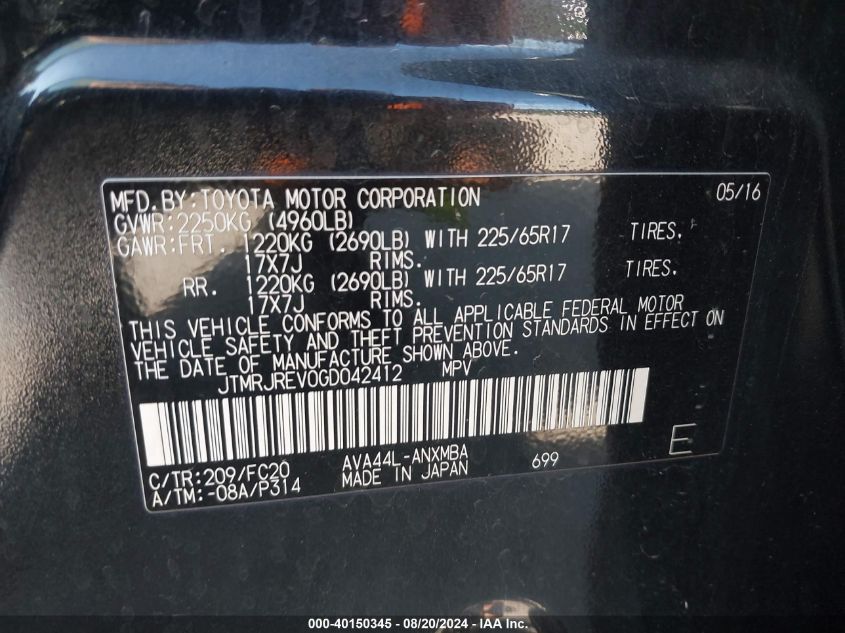 MFD. BY: TOYOTA MOTOR CORPORATION 05/16
GVWR: 2250KG (4960LB)
GAWR: FRT. 1220KG (2690LB) WITH 225/65R17 TIRES.
17X7J RIMS.
RR. 1220KG (2690LB) WITH 225/65R17 TIRES.
17X7J RIMS.
THIS VEHICLE CONFORMS TO ALL APPLICABLE FEDERAL MOTOR
VEHICLE SAFETY AND THEFT PREVENTION STANDARDS IN EFFECT ON
THE DATE OF MANUFACTURE SHOWN ABOVE.
JTMRJREV0GD042412 MPV
C/TR: 209/FC20 AVA44L-ANXMBA 699 E
A/TM: -08A/P314 MADE IN JAPAN
000-40150345 | 08/20/2024 | IAA Inc.